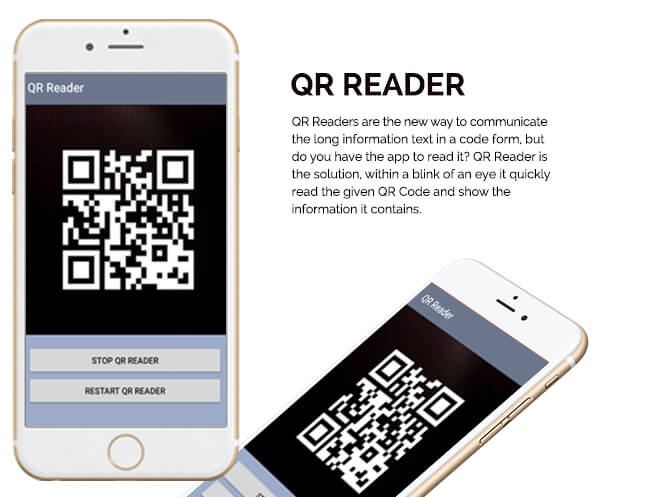 QR Reader
STOP QR READER
RESTART QR READER
QR READER
QR Readers are the new way to communicate
the long information text in a code form, but
do you have the app to read it? QR Reader is
the solution, within a blink of an eye it quickly
read the given QR Code and show the
information it contains.
QR Reader